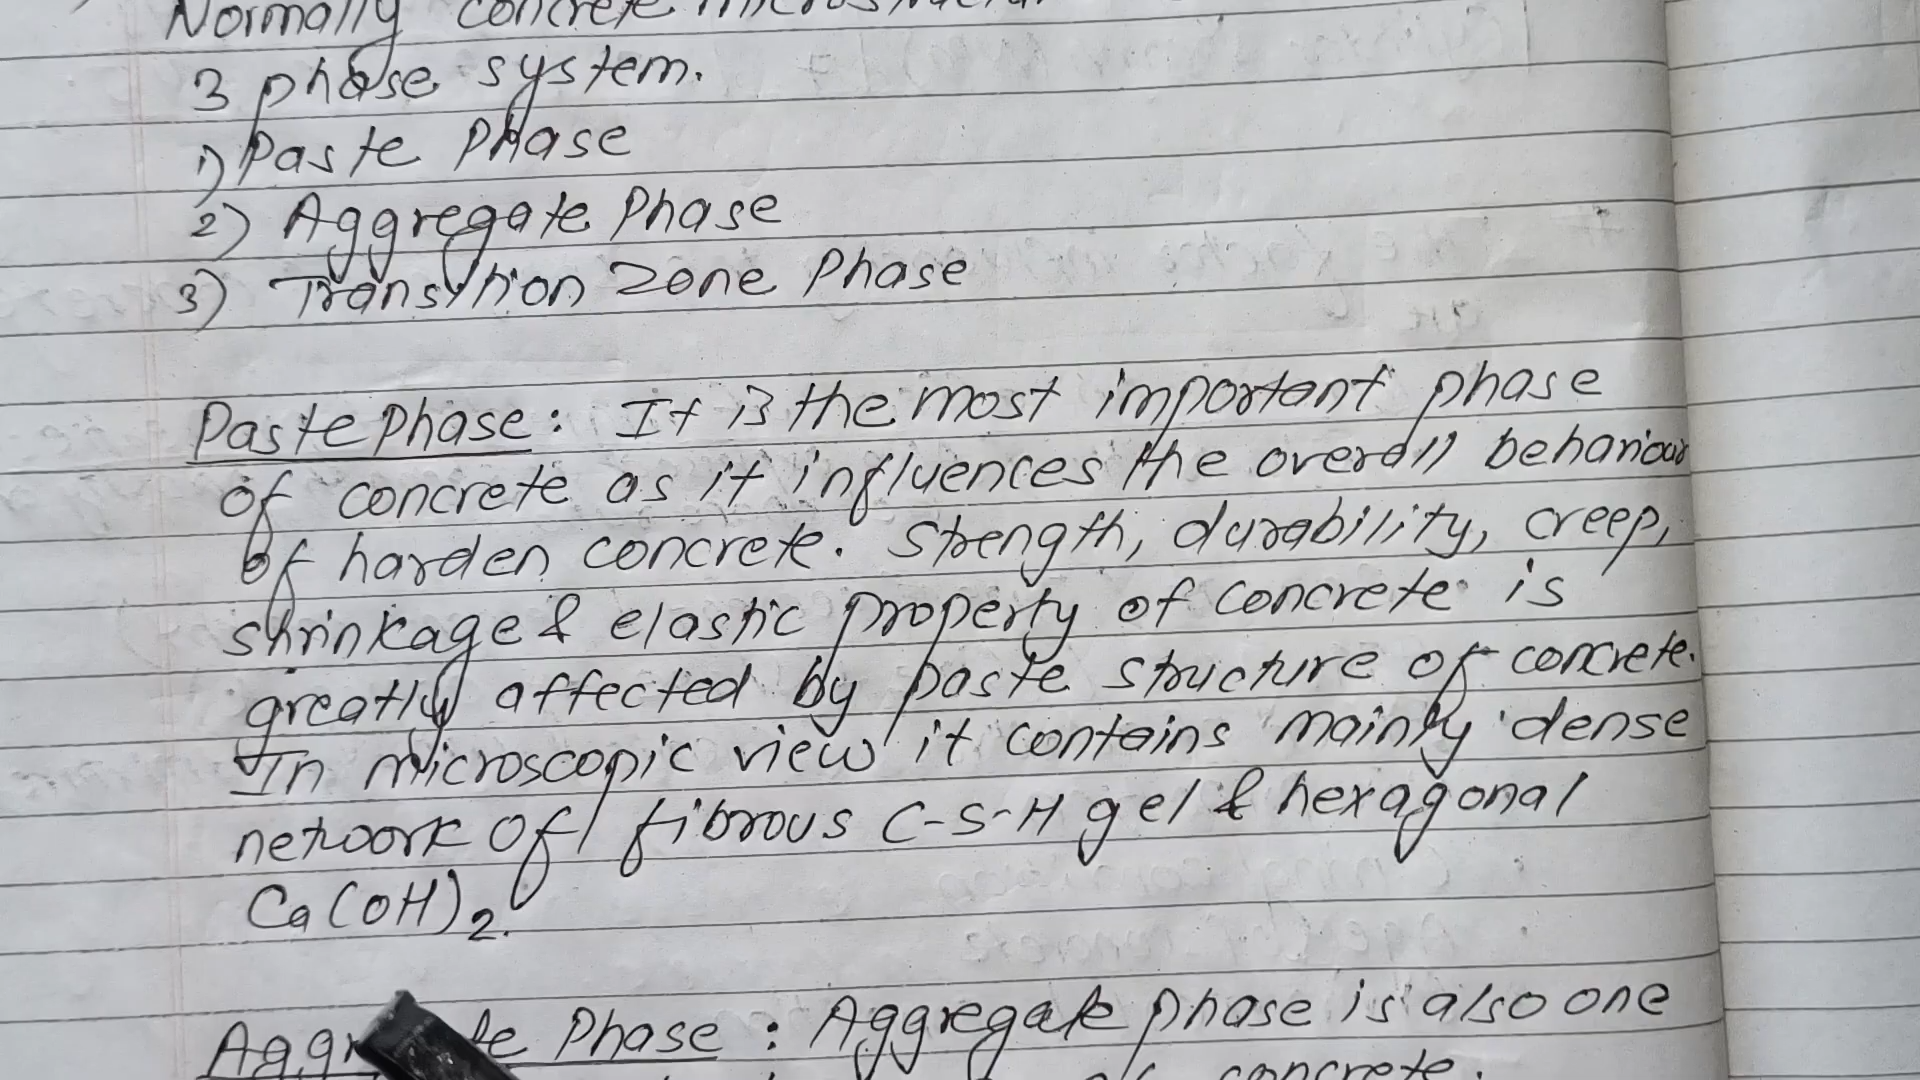 Normally concrete
3 phase system.
1) Paste Phase
2) Aggregate Phase
3) Transition Zone Phase
Paste Phase : It is the most important phase
of concrete as it influences the overall behaviour
of harden concrete. Strength, durability, creep,
shrinkage & elastic property of concrete is
greatly affected by paste structure of concrete.
In microscopic view it contains mainly dense
network of fibrous C-S-H gel & hexagonal
Ca(OH)2.
Phase : Aggregate phase is also one
concrete.